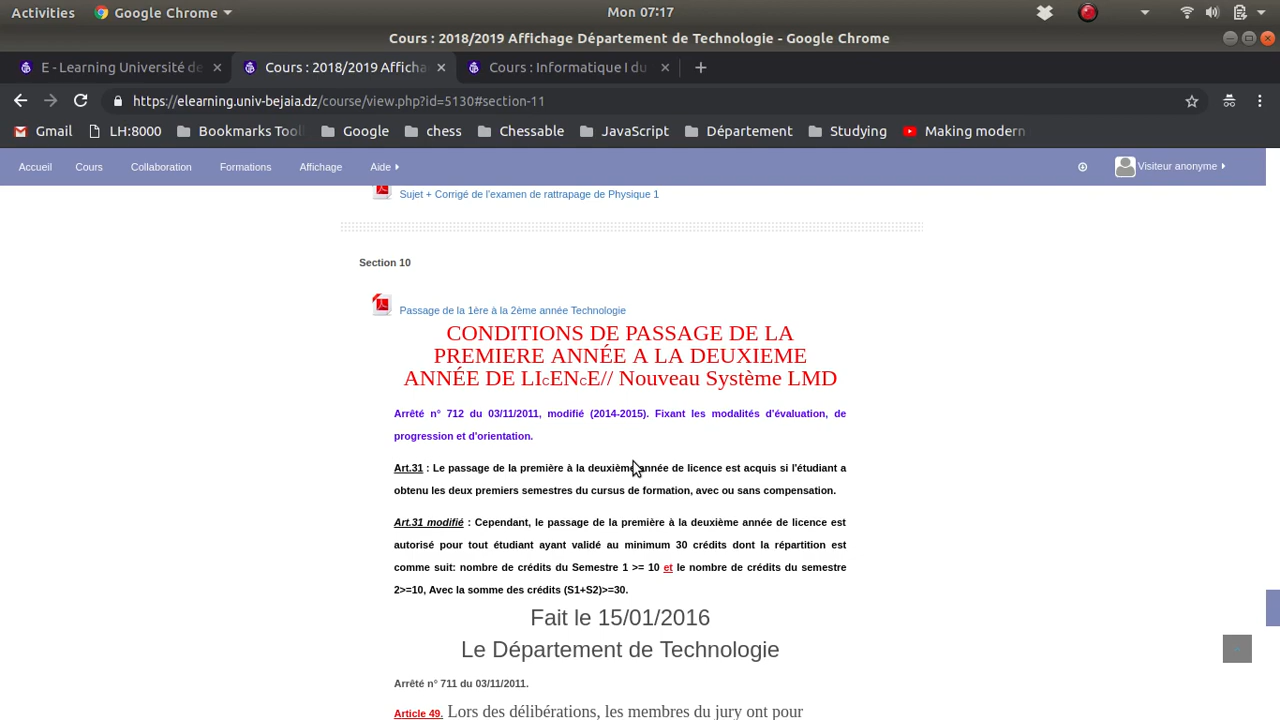 Activities Google Chrome Mon 07:17
Cours : 2018/2019 Affichage Département de Technologie - Google Chrome
E - Learning Université de Cours : 2018/2019 Afficha Cours : Informatique I du
https://elearning.univ-bejaia.dz/course/view.php?id=5130#section-11
Gmail LH:8000 Bookmarks Tool Google chess Chessable JavaScript Département Studying Making modern
Accueil Cours Collaboration Formations Affichage Aide Visiteur anonyme
Sujet + Corrigé de l'examen de rattrapage de Physique 1
Section 10
Passage de la 1ère à la 2ème année Technologie
CONDITIONS DE PASSAGE DE LA
PREMIERE ANNÉE A LA DEUXIEME
ANNÉE DE LIcENcE// Nouveau Système LMD
Arrêté n° 712 du 03/11/2011, modifié (2014-2015). Fixant les modalités d'évaluation, de
progression et d'orientation.
Art.31 : Le passage de la première à la deuxième année de licence est acquis si l'étudiant a
obtenu les deux premiers semestres du cursus de formation, avec ou sans compensation.
Art.31 modifié : Cependant, le passage de la première à la deuxième année de licence est
autorisé pour tout étudiant ayant validé au minimum 30 crédits dont la répartition est
comme suit: nombre de crédits du Semestre 1 >= 10 et le nombre de crédits du semestre
2>=10, Avec la somme des crédits (S1+S2)>=30.
Fait le 15/01/2016
Le Département de Technologie
Arrêté n° 711 du 03/11/2011.
Article 49. Lors des délibérations, les membres du jury ont pour